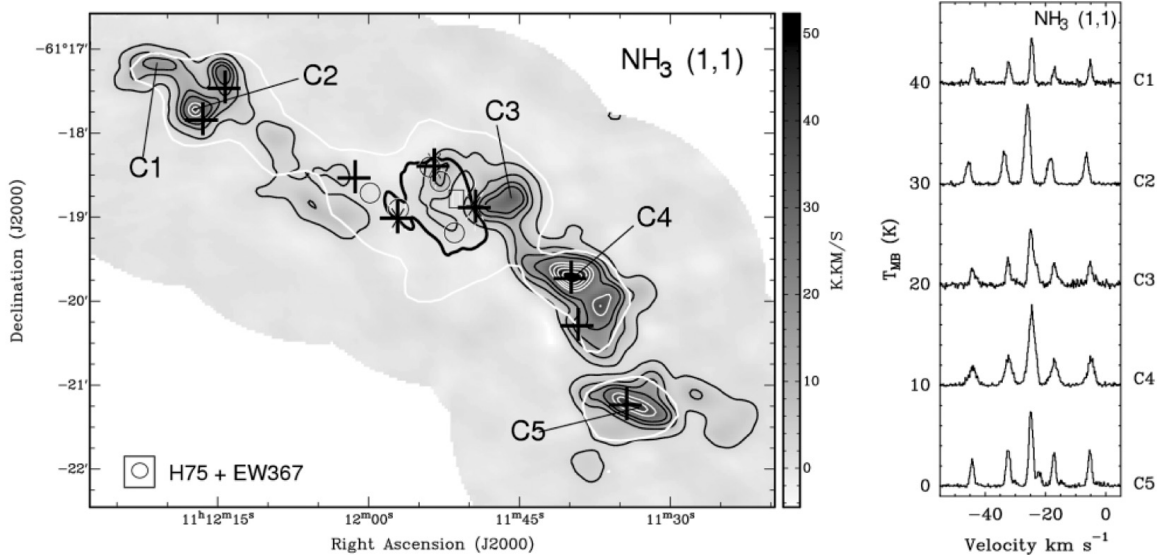 NH3 (1,1)
C2
C3
C1
C4
C5
H75 + EW367
-61°17′
-18′
-19′
-20′
-21′
-22′
Declination (J2000)
11h12m15s
12m00s
11m45s
11m30s
Right Ascension (J2000)
50
40
30
20
10
0
K.KM/S
NH3 (1,1)
40
30
20
10
0
TMB (K)
C1
C2
C3
C4
C5
-40
-20
0
Velocity km s-1